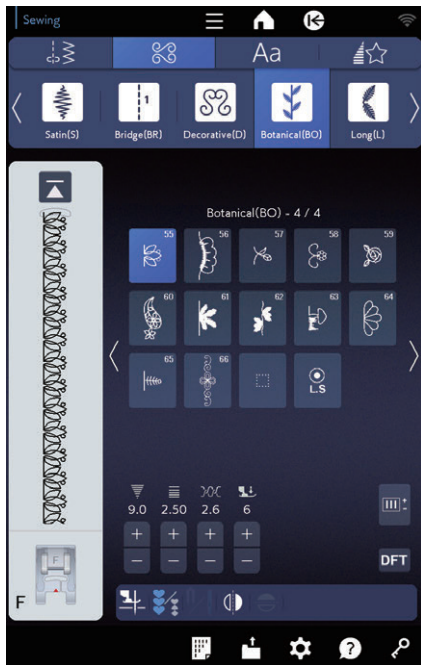 Sewing
Aa
1
Satin(S) Bridge(BR) Decorative(D) Botanical(BO) Long(L)
Botanical(BO) - 4 / 4
55 56 57 58 59
60 61 62 63 64
65 66
L.S
9.0 2.50 2.6 6
+ + + +
− − − −
DFT
F
F
?